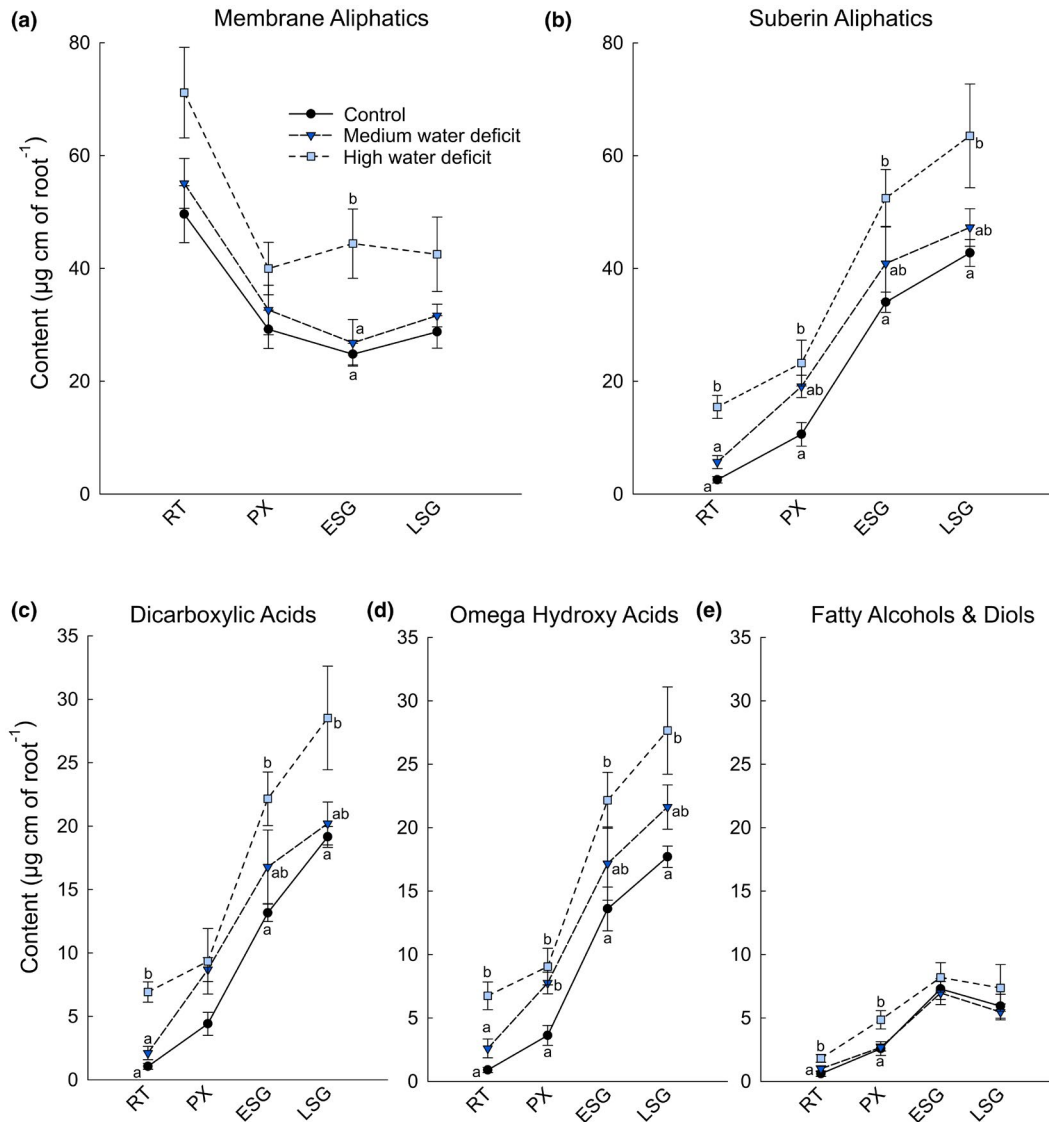 (a) Membrane Aliphatics
(b) Suberin Aliphatics
Content (µg cm of root⁻¹)
80
60
40
20
0
Control
Medium water deficit
High water deficit
b
a
a
RT PX ESG LSG
80
60
40
20
0
b
a
a
b
ab
a
b
ab
a
b
ab
a
RT PX ESG LSG
(c) Dicarboxylic Acids
(d) Omega Hydroxy Acids
(e) Fatty Alcohols & Diols
Content (µg cm of root⁻¹)
35
30
25
20
15
10
5
0
b
a
a
b
ab
a
b
ab
a
RT PX ESG LSG
35
30
25
20
15
10
5
0
b
a
a
b
b
a
b
ab
a
b
ab
a
RT PX ESG LSG
35
30
25
20
15
10
5
0
b
a
b
a
RT PX ESG LSG